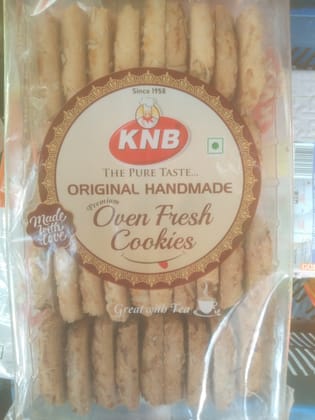 Since 1958
KNB
THE PURE TASTE...
ORIGINAL HANDMADE
Premium
Oven Fresh
Cookies
Made
with
Love
Great with Tea